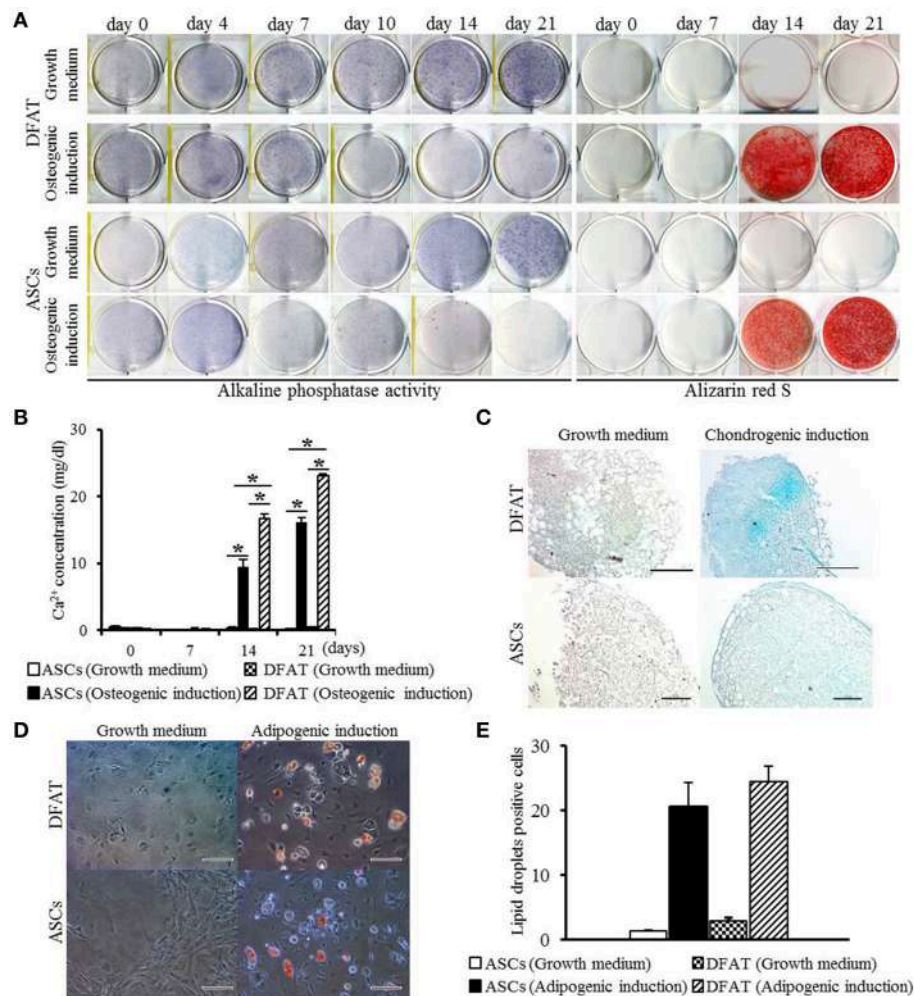 A
day 0 day 4 day 7 day 10 day 14 day 21 day 0 day 7 day 14 day 21
DFAT
Growth
medium
Osteogenic
induction
ASCs
Growth
medium
Osteogenic
induction
Alkaline phosphatase activity Alizarin red S
B
Ca²⁺ concentration (mg/dl)
30
20
10
0
0 7 14 21 (days)
ASCs (Growth medium) DFAT (Growth medium)
ASCs (Osteogenic induction) DFAT (Osteogenic induction)
* * * * * *
C
Growth medium Chondrogenic induction
DFAT
ASCs
D
Growth medium Adipogenic induction
DFAT
ASCs
E
Lipid droplets positive cells
30
20
10
0
ASCs (Growth medium) DFAT (Growth medium)
ASCs (Adipogenic induction) DFAT (Adipogenic induction)